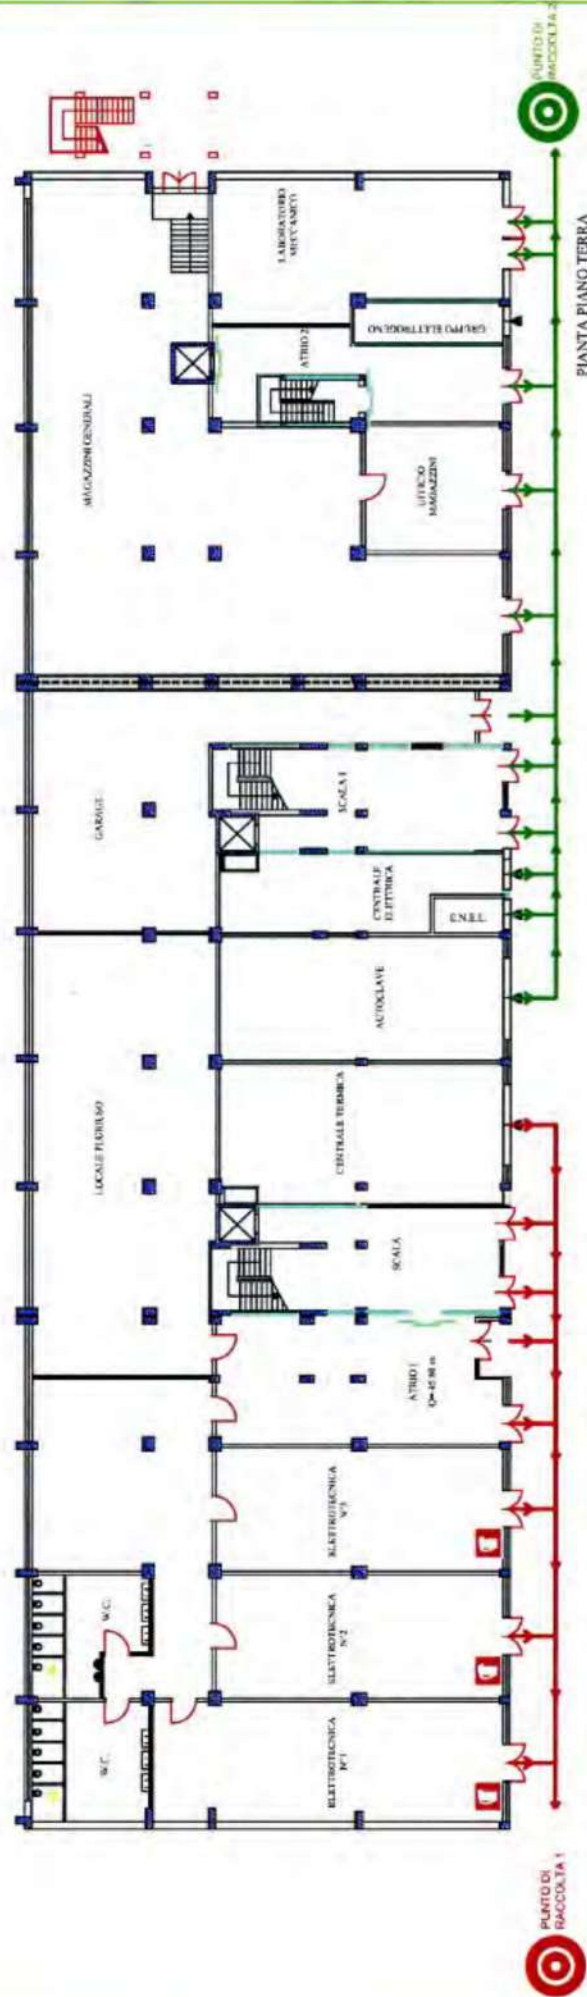 PUNTO DI
RACCOLTA 1
W.C.
W.C.
ELETTROTECNICA
N°1
ELETTROTECNICA
N°2
ELETTROTECNICA
N°3
ATRIO 1
SCALA
LOCALE PLURIUSO
CENTRALE TERMICA
AUTOCLAVE
CENTRALE
ELETTRICA
E.N.E.L.
GARAGE
SCALA 1
MAGAZZINI GENERALI
UFFICIO
MAGAZZINI
ATRIO 2
GRUPPO ELETTROGENO
LABORATORIO
MECCANICO
PUNTO DI
RACCOLTA 2
PIANTA PIANO TERRA